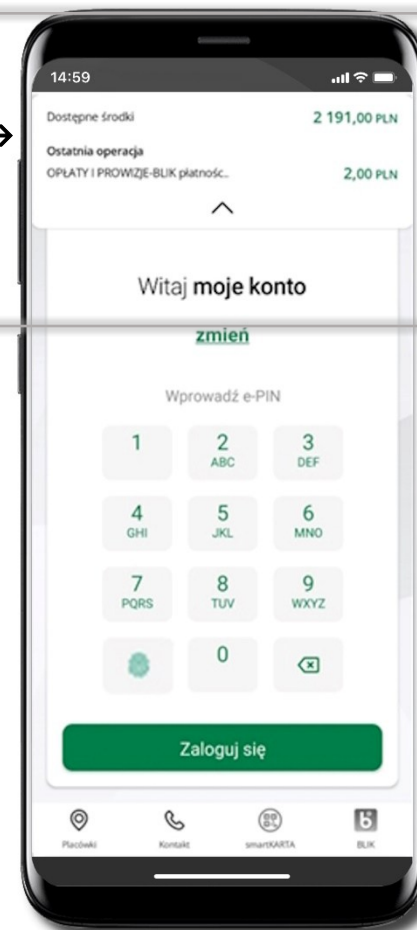 14:59
Dostępne środki 2 191,00 PLN
Ostatnia operacja
OPŁATY I PROWIZJE-BLIK płatnośc.. 2,00 PLN
Witaj moje konto
zmień
Wprowadź e-PIN
1 2 3
ABC DEF
4 5 6
GHI JKL MNO
7 8 9
PQRS TUV WXYZ
0
Zaloguj się
Placówki Kontakt smartKARTA BLIK